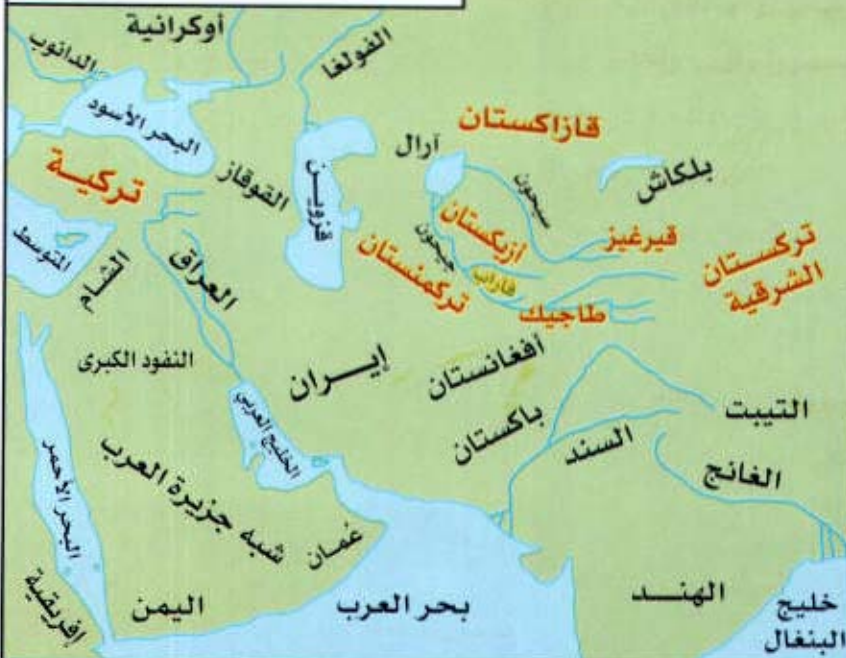 أوكرانية
الفولغا
الدانوب
البحر الأسود
قازاكستان
آرال
بلكاش
القوقاز
قزوين
تركية
سيحون
أزبكستان
قيرغيز
تركستان
الشرقية
المتوسط
الشام
العراق
جيحون
فاراب
تركمنستان
طاجيك
النفود الكبرى
إيران
أفغانستان
التيبت
باكستان
السند
الغانج
الخليج العربي
البحر الأحمر
شبه جزيرة العرب
عُمان
إفريقية
اليمن
بحر العرب
الهند
خليج
البنغال